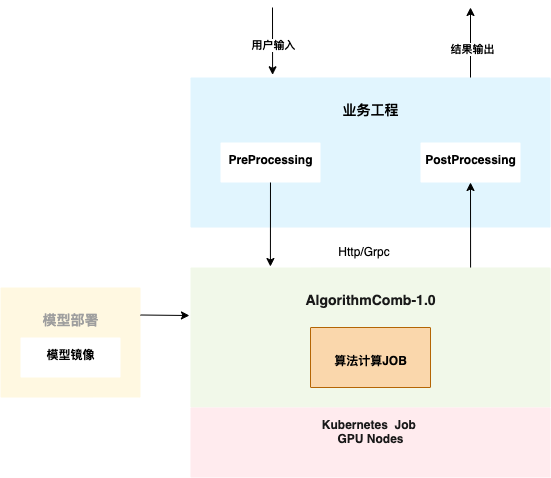 用户输入
结果输出
业务工程
PreProcessing
PostProcessing
Http/Grpc
AlgorithmComb-1.0
模型部署
模型镜像
算法计算JOB
Kubernetes Job
GPU Nodes